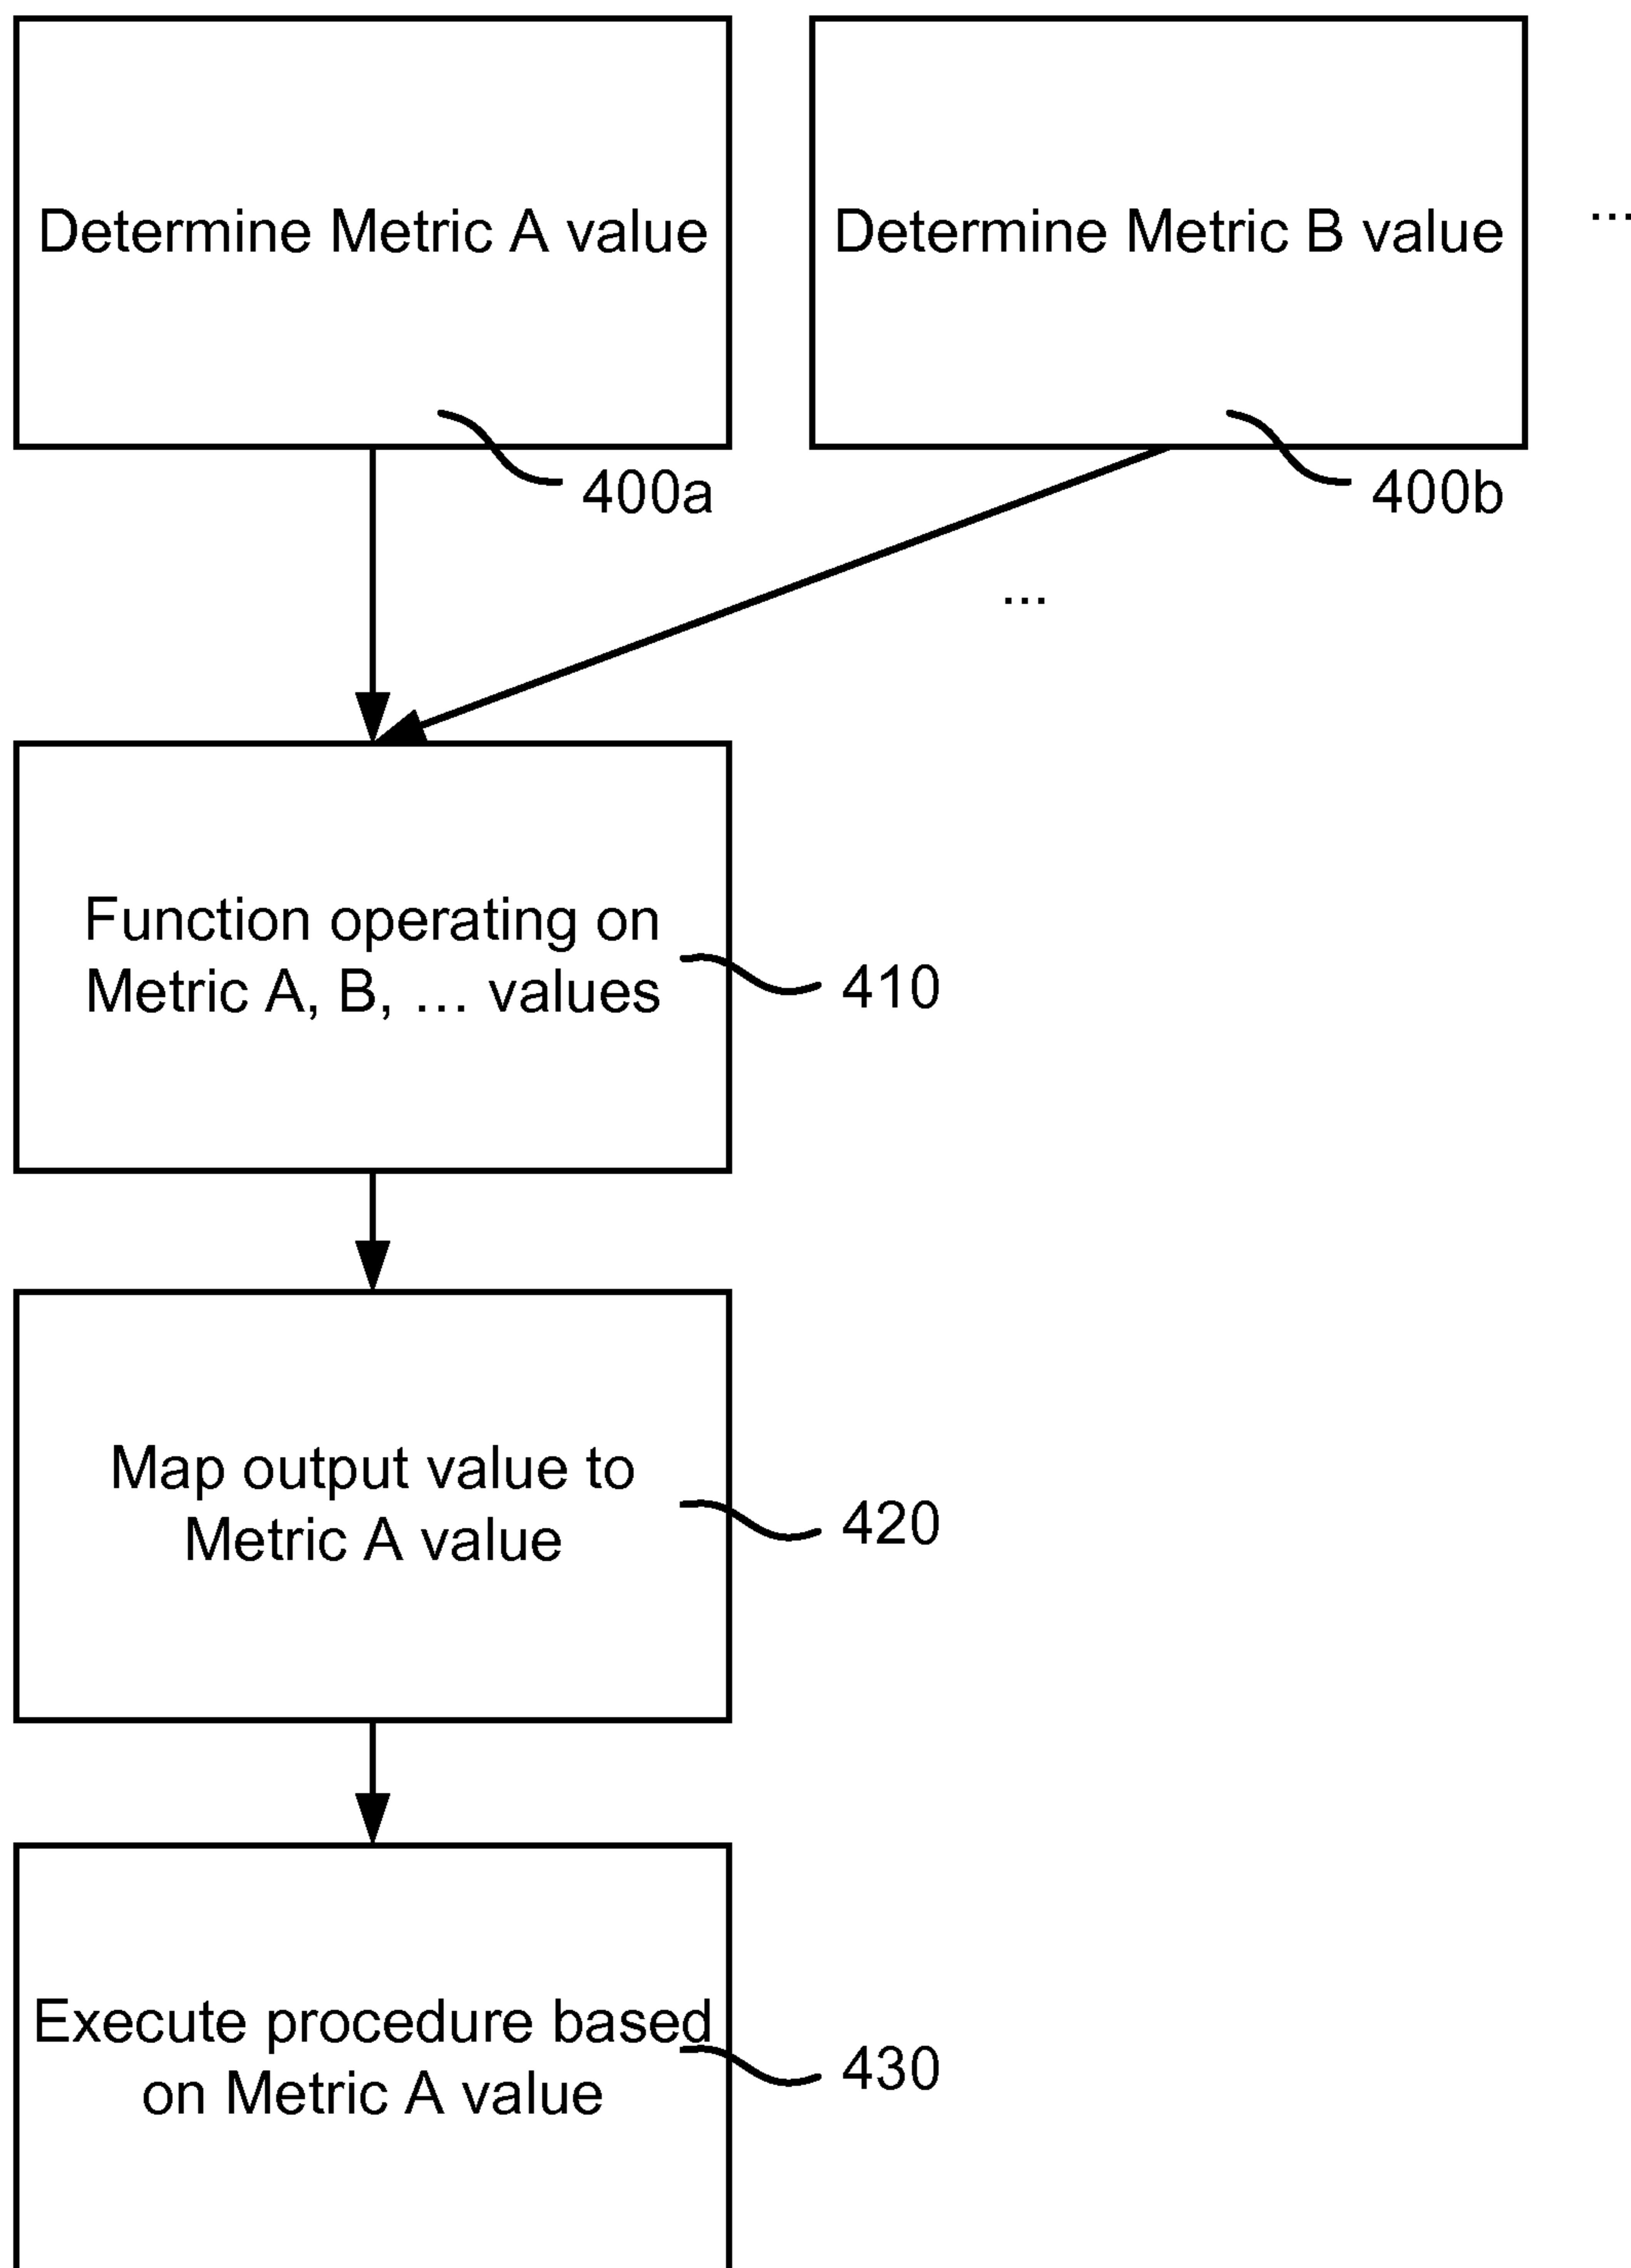 Determine Metric A value
Determine Metric B value
...
400a
400b
...
Function operating on
Metric A, B, ... values
410
Map output value to
Metric A value
420
Execute procedure based
on Metric A value
430